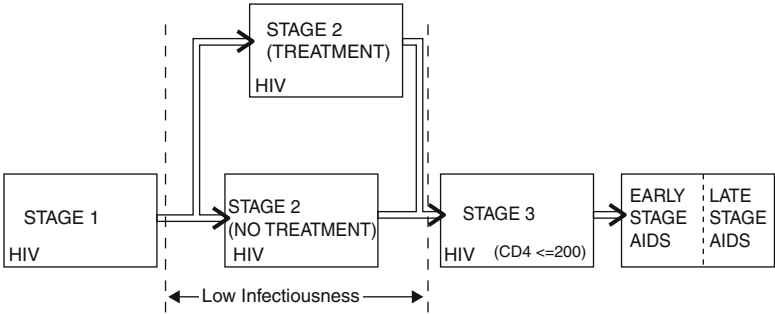 STAGE 2
(TREATMENT)
HIV
STAGE 1
HIV
STAGE 2
(NO TREATMENT)
HIV
STAGE 3
HIV (CD4 <=200)
EARLY
STAGE
AIDS
LATE
STAGE
AIDS
Low Infectiousness